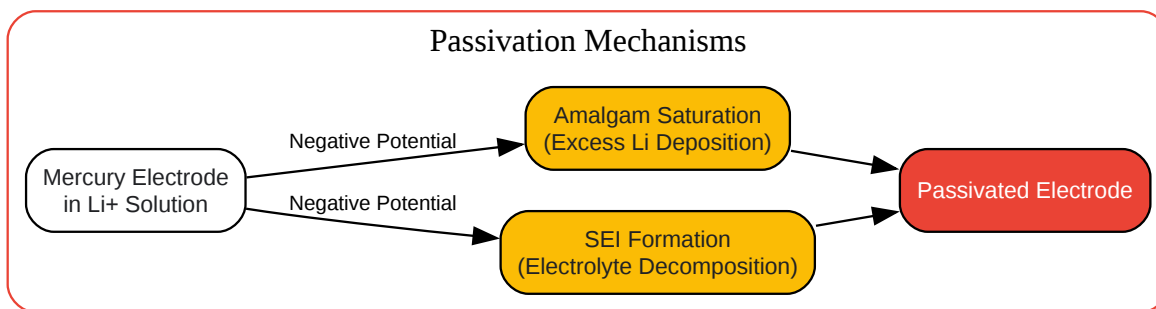 Passivation Mechanisms
Mercury Electrode
in Li+ Solution
Negative Potential
Negative Potential
Amalgam Saturation
(Excess Li Deposition)
SEI Formation
(Electrolyte Decomposition)
Passivated Electrode